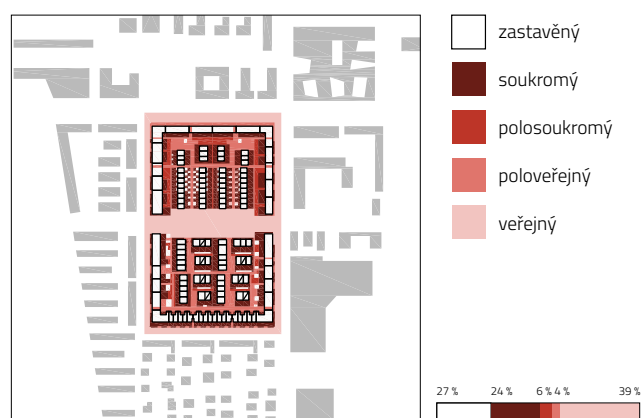 zastavěný
soukromý
polosoukromý
poloveřejný
veřejný
27 % 24 % 6 % 4 % 39 %